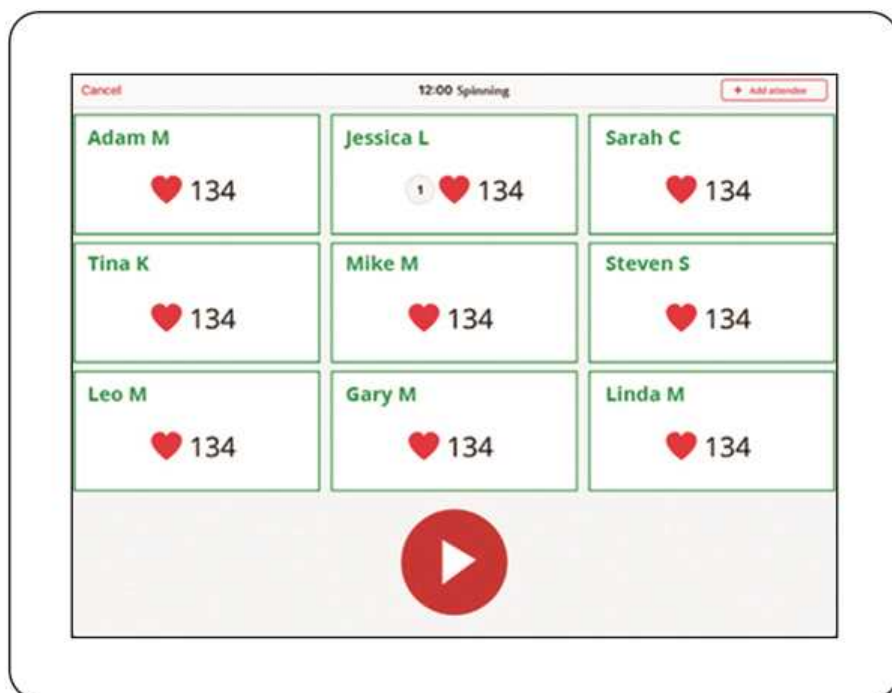 Cancel
12:00 Spinning
+ Add attendee
Adam M
134
Jessica L
1 134
Sarah C
134
Tina K
134
Mike M
134
Steven S
134
Leo M
134
Gary M
134
Linda M
134